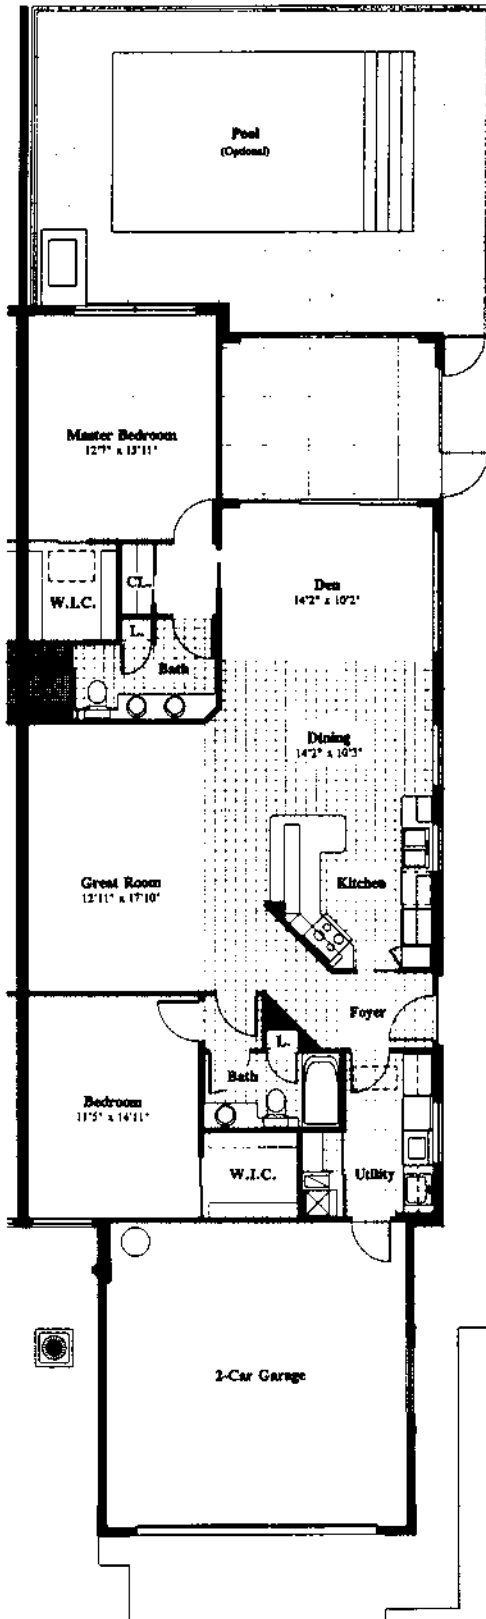 Pool
(Optional)
Master Bedroom
12'7" x 15'11"
W.I.C.
CL.
L.
Bath
Den
14'2" x 10'2"
Dining
14'2" x 10'3"
Great Room
12'11" x 17'10"
Kitchen
Foyer
L.
Bath
Bedroom
11'5" x 14'11"
W.I.C.
Utility
2-Car Garage